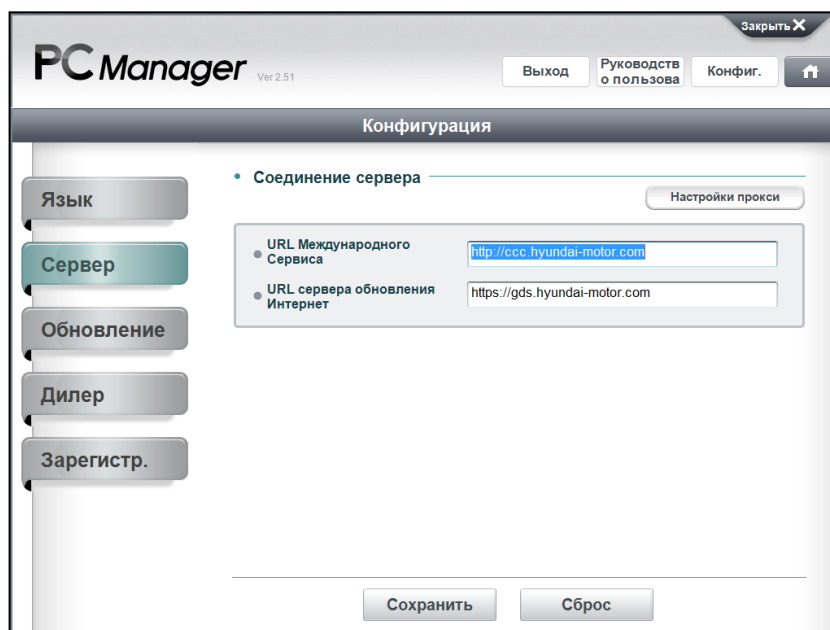 Закрыть X
PC Manager Ver 2.51
Выход
Руководств
о пользова
Конфиг.
Конфигурация
Язык
Сервер
Обновление
Дилер
Зарегистр.
Соединение сервера
Настройки прокси
URL Международного
Сервиса
http://ccc.hyundai-motor.com
URL сервера обновления
Интернет
https://gds.hyundai-motor.com
Сохранить
Сброс